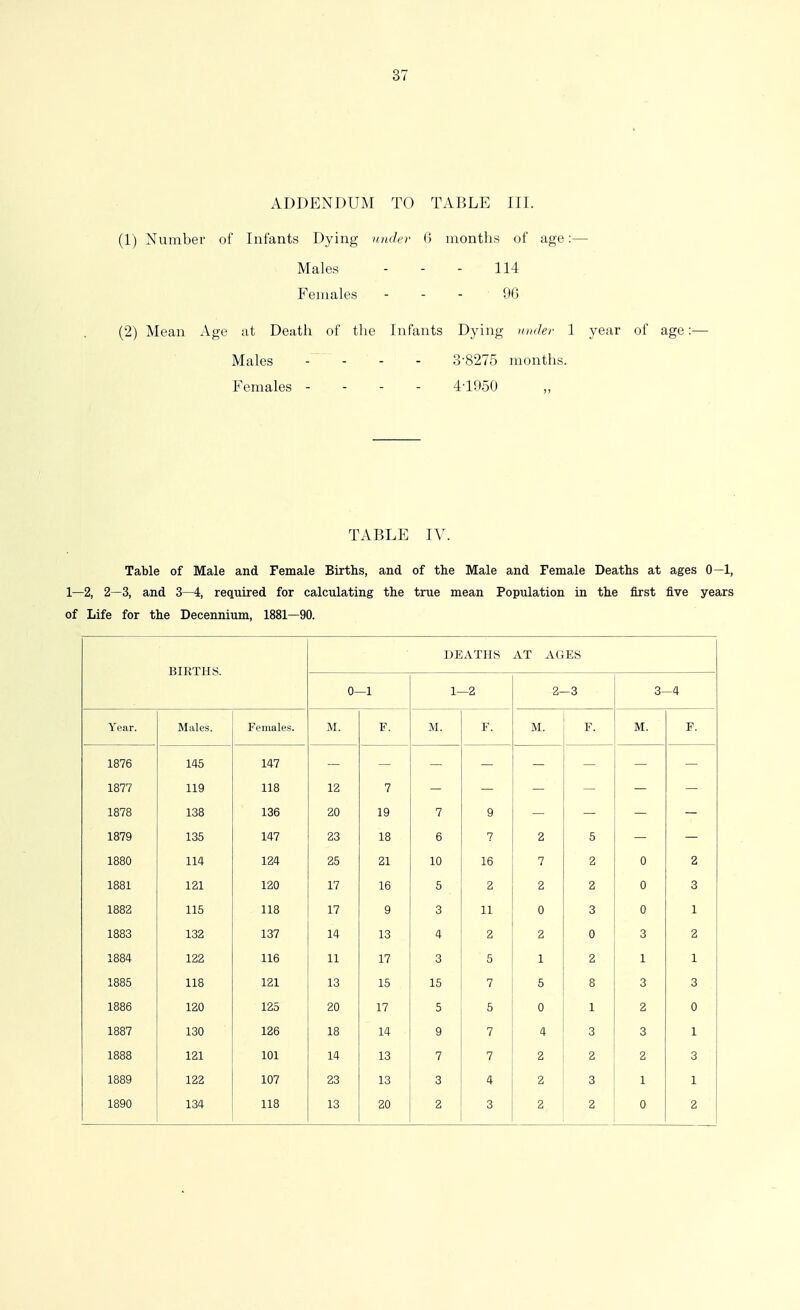 37
ADDENDUM TO TABLE III.
(1) Number of Infants Dying under 6 months of age:—
Males - - - 114
Females - - - 96
(2) Mean Age at Death of the Infants Dying under 1 year of age:—
Males - - - - 3·8275 months.
Females - - - - 4·1950 „
TABLE IV.
Table of Male and Female Births, and of the Male and Female Deaths at ages 0—1,
1—2, 2—3, and 3—4, required for calculating the true mean Population in the first five years
of Life for the Decennium, 1881—90.
BIRTHS. DEATHS AT AGES
0—1 1—2 2—3 3—4
Year. Males. Females. M. F. M. F. M. F. M. F.
1876 145 147 — — — — — — — —
1877 119 118 12 7 — — — — — —
1878 138 136 20 19 7 9 — — — —
1879 135 147 23 18 6 7 2 5 — —
1880 114 124 25 21 10 16 7 2 0 2
1881 121 120 17 16 5 2 2 2 0 3
1882 115 118 17 9 3 11 0 3 0 1
1883 132 137 14 13 4 2 2 0 3 2
1884 122 116 11 17 3 5 1 2 1 1
1885 118 121 13 15 15 7 5 8 3 3
1886 120 125 20 17 5 5 0 1 2 0
1887 130 126 18 14 9 7 4 3 3 1
1888 121 101 14 13 7 7 2 2 2 3
1889 122 107 23 13 3 4 2 3 1 1
1890 134 118 13 20 2 3 2 2 0 2